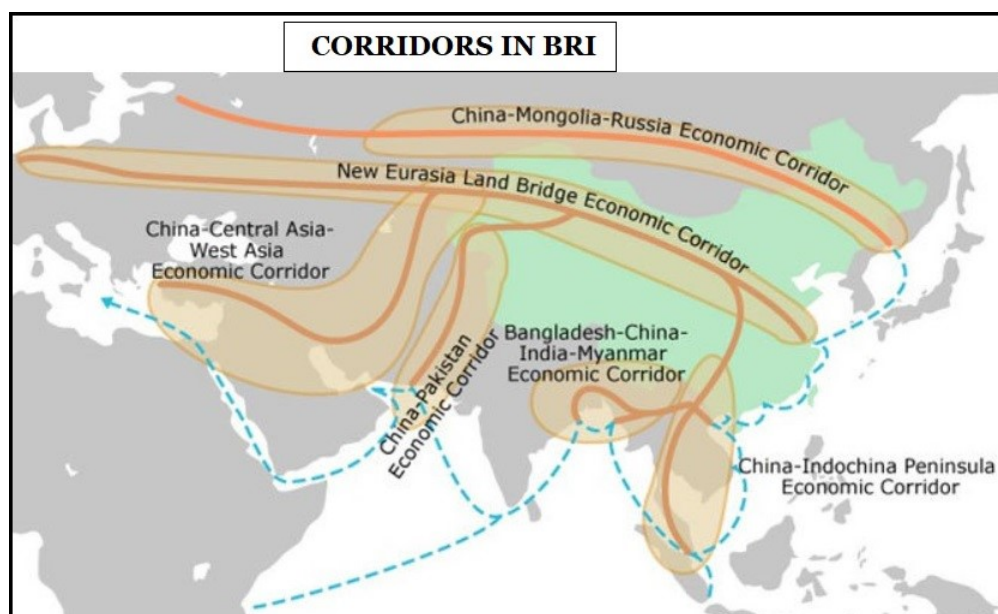 CORRIDORS IN BRI
China-Mongolia-Russia Economic Corridor
New Eurasia Land Bridge Economic Corridor
China-Central Asia-
West Asia
Economic Corridor
China-Pakistan
Economic Corridor
Bangladesh-China-
India-Myanmar
Economic Corridor
China-Indochina Peninsula
Economic Corridor